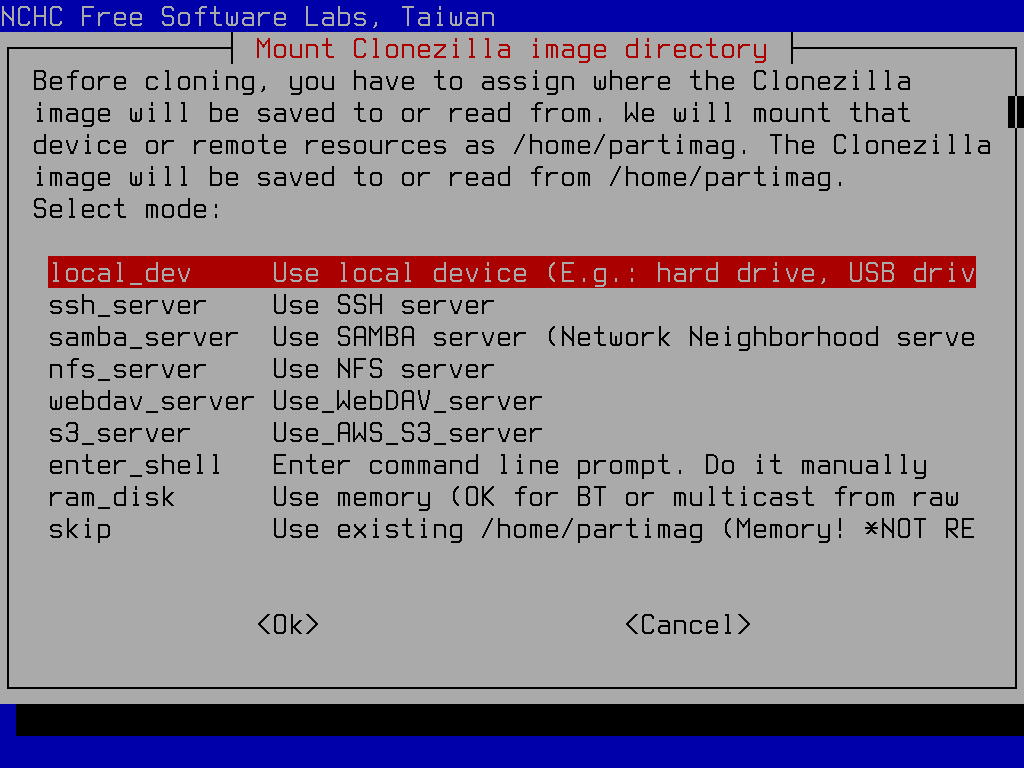 NCHC Free Software Labs, Taiwan
Mount Clonezilla image directory
Before cloning, you have to assign where the Clonezilla
image will be saved to or read from. We will mount that
device or remote resources as /home/partimag. The Clonezilla
image will be saved to or read from /home/partimag.
Select mode:
local_dev Use local device (E.g.: hard drive, USB driv
ssh_server Use SSH server
samba_server Use SAMBA server (Network Neighborhood serve
nfs_server Use NFS server
webdav_server Use_WebDAV_server
s3_server Use_AWS_S3_server
enter_shell Enter command line prompt. Do it manually
ram_disk Use memory (OK for BT or multicast from raw
skip Use existing /home/partimag (Memory! *NOT RE
<Ok> <Cancel>